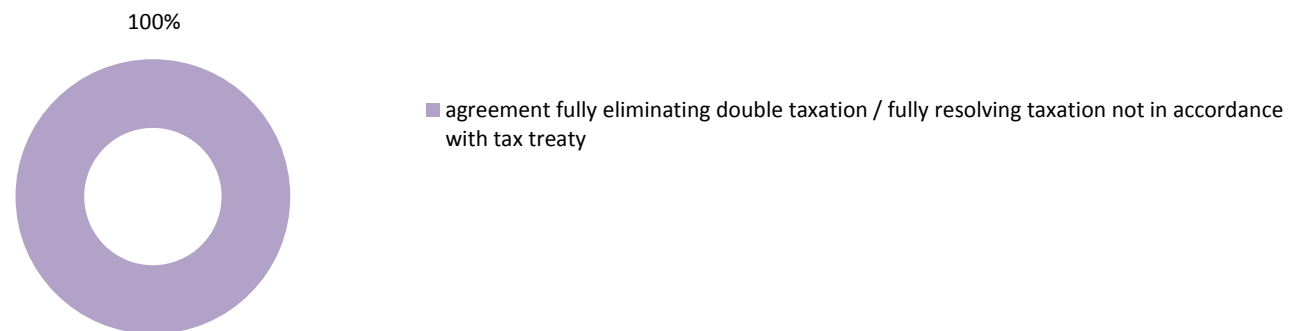 100%
agreement fully eliminating double taxation / fully resolving taxation not in accordance
with tax treaty